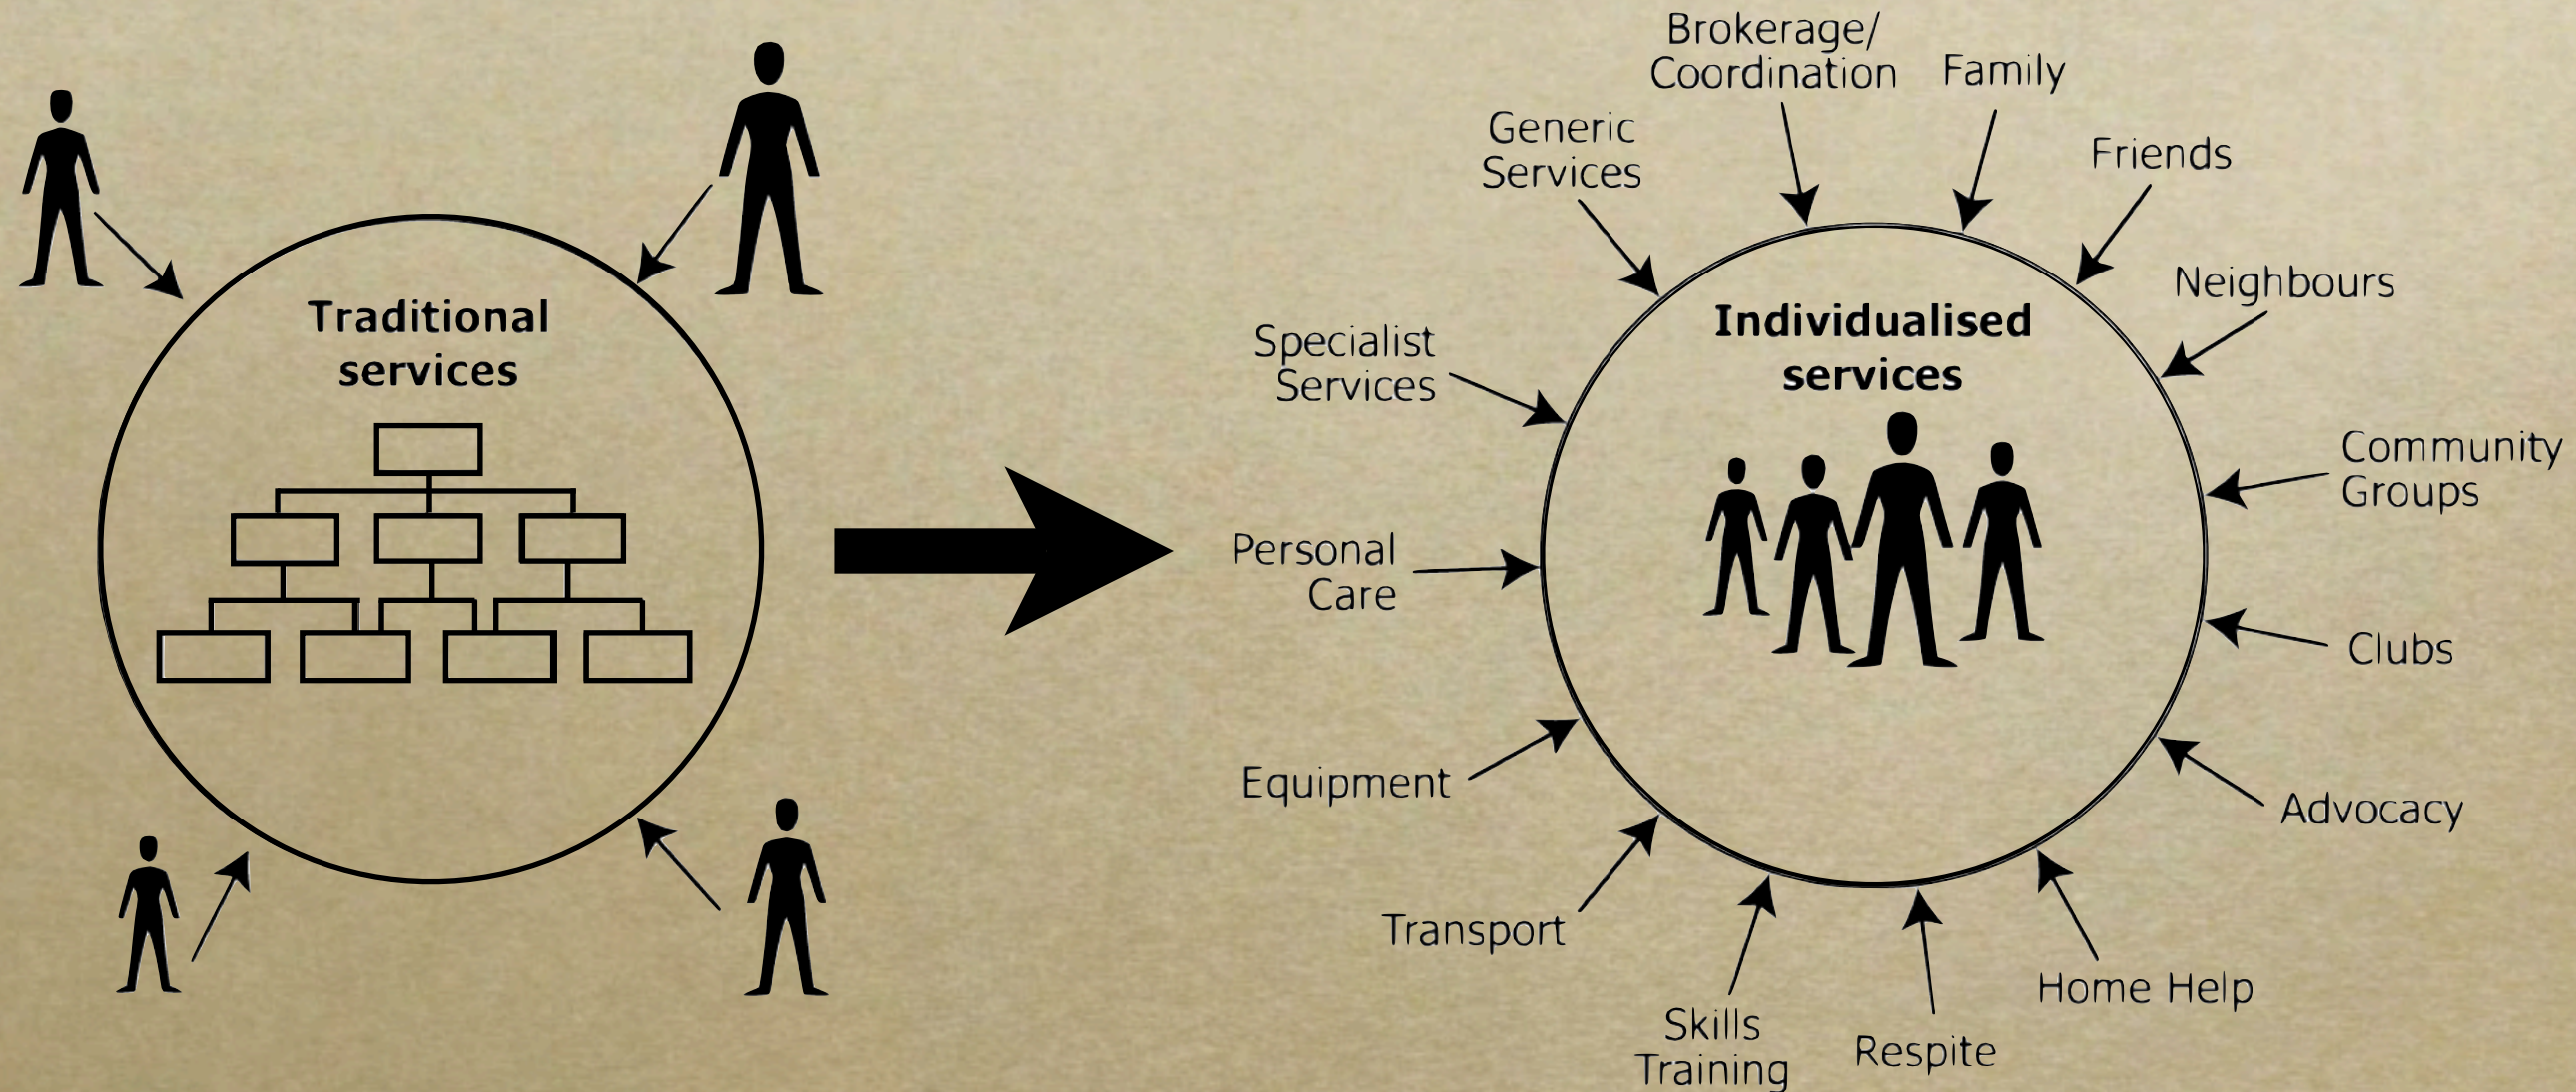 Traditional
services
Brokerage/
Coordination
Family
Generic
Services
Friends
Neighbours
Individualised
services
Specialist
Services
Community
Groups
Personal
Care
Clubs
Equipment
Advocacy
Transport
Home Help
Skills
Training
Respite